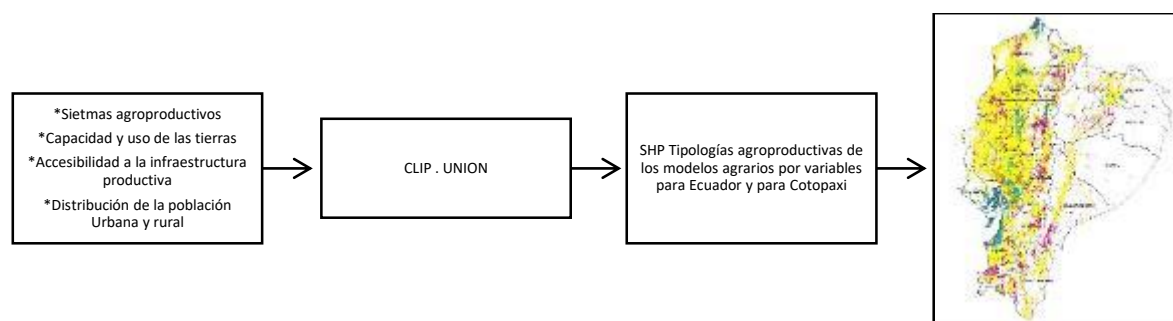 *Sietmas agroproductivos
*Capacidad y uso de las tierras
*Accesibilidad a la infraestructura
productiva
*Distribución de la población
Urbana y rural
CLIP . UNION
SHP Tipologías agroproductivas de
los modelos agrarios por variables
para Ecuador y para Cotopaxi